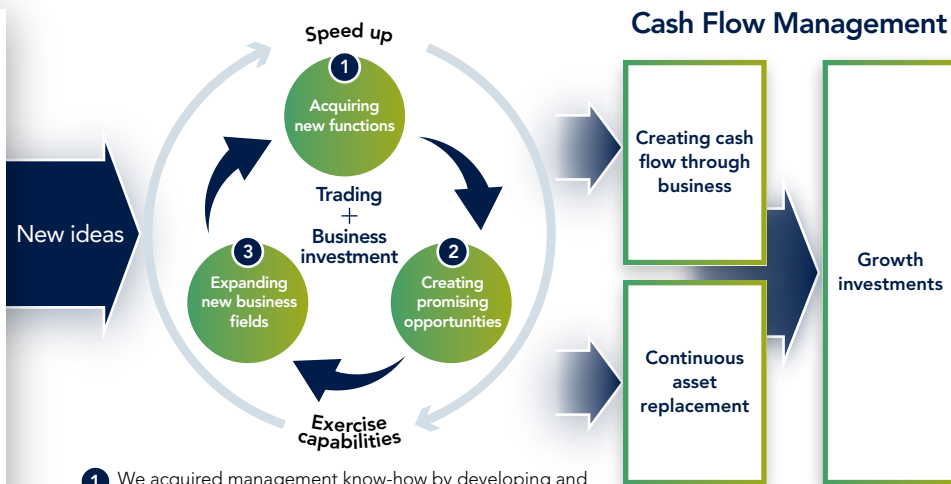 Cash Flow Management
Speed up
1
Acquiring
new functions
New ideas
Trading
+
Business
investment
3
Expanding
new business
fields
2
Creating
promising
opportunities
Exercise
capabilities
Creating cash
flow through
business
Continuous
asset
replacement
Growth
investments
1 We acquired management know-how by developing and